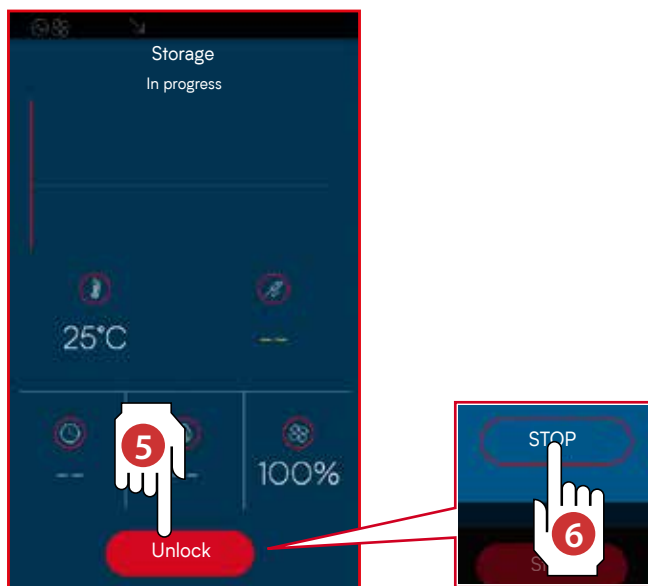 Storage
In progress
25°C
--
--
--
100%
5
Unlock
STOP
6